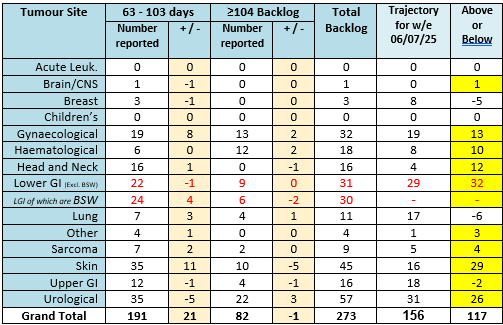 Tumour Site 63 - 103 days ≥104 Backlog Total Backlog Trajectory for w/e 06/07/25 Above or Below
Number reported + / - Number reported + / -
Acute Leuk. 0 0 0 0 0 0 0
Brain/CNS 1 -1 0 0 1 0 1
Breast 3 -1 0 0 3 8 -5
Children's 0 0 0 0 0 0 0
Gynaecological 19 8 13 2 32 19 13
Haematological 6 0 12 2 18 8 10
Head and Neck 16 1 0 -1 16 4 12
Lower GI (Excl. BSW) 22 -1 9 0 31 29 32
LGI of which are BSW 24 4 6 -2 30 - -
Lung 7 3 4 1 11 17 -6
Other 4 1 0 0 4 1 3
Sarcoma 7 2 2 0 9 5 4
Skin 35 11 10 -5 45 16 29
Upper GI 12 -1 4 -1 16 18 -2
Urological 35 -5 22 3 57 31 26
Grand Total 191 21 82 -1 273 156 117